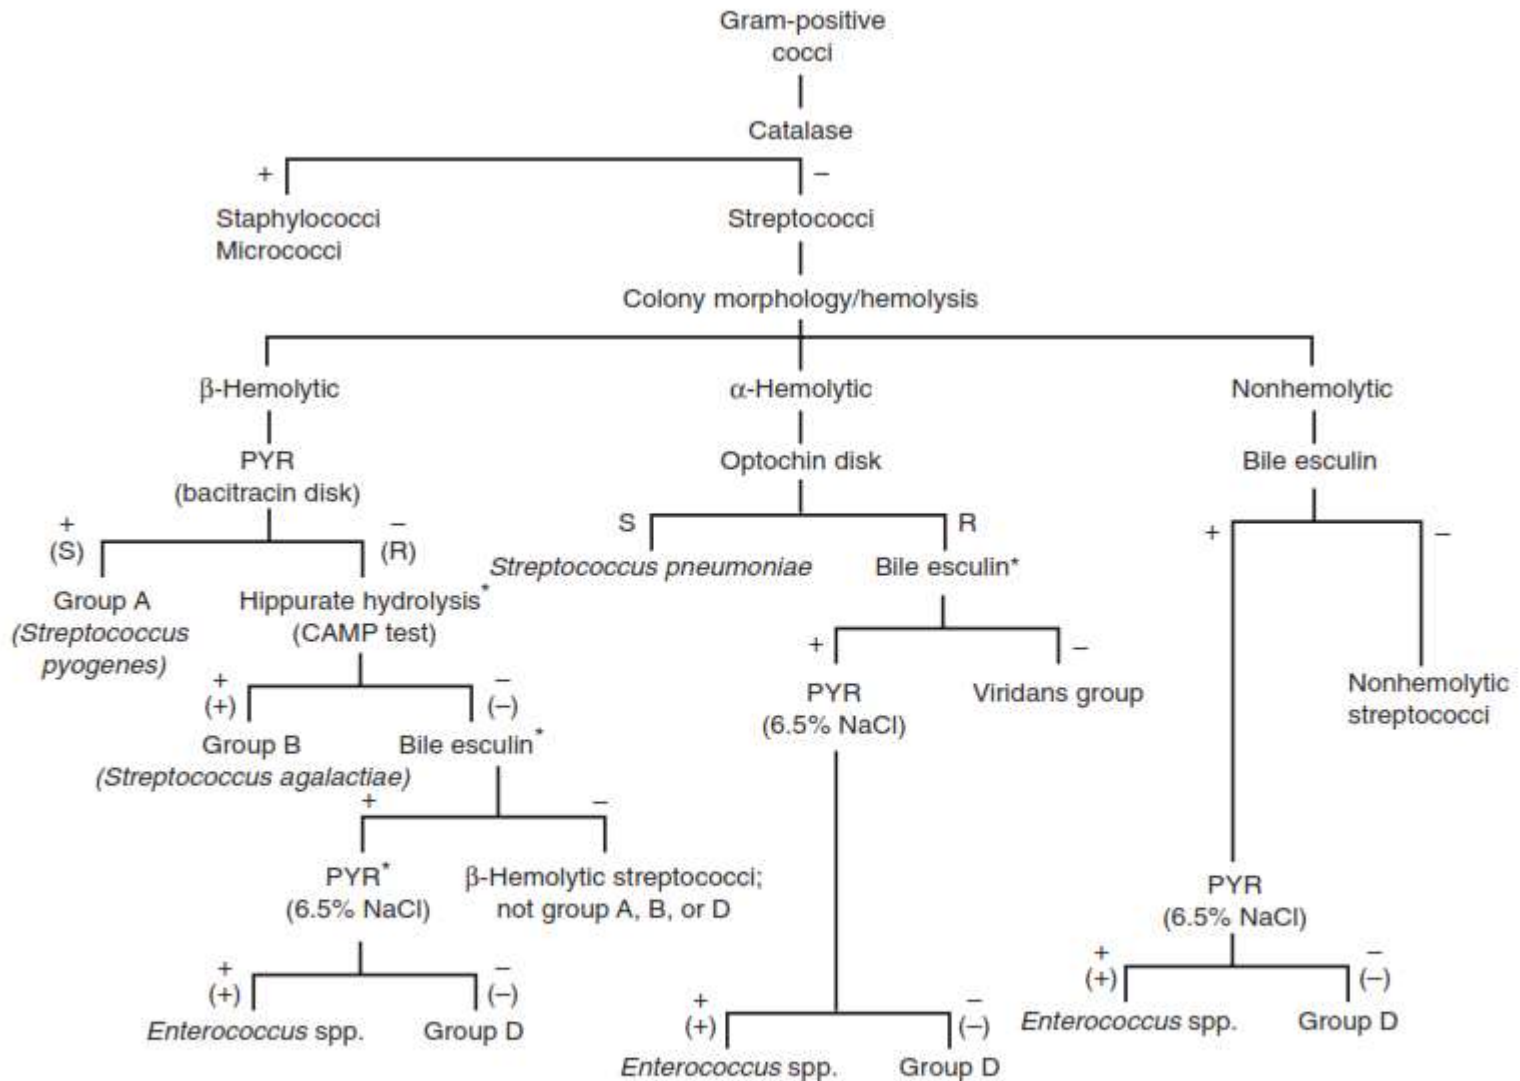 Gram-positive
cocci
Catalase
+
–
Staphylococci
Micrococci
Streptococci
Colony morphology/hemolysis
β-Hemolytic
α-Hemolytic
Nonhemolytic
PYR
(bacitracin disk)
Optochin disk
Bile esculin
+
(S)
–
(R)
S
R
+
–
Group A
(Streptococcus
pyogenes)
Hippurate hydrolysis*
(CAMP test)
Streptococcus pneumoniae
Bile esculin*
+
(+)
–
(–)
+
–
Group B
(Streptococcus agalactiae)
Bile esculin*
PYR
(6.5% NaCl)
Viridans group
Nonhemolytic
streptococci
+
–
PYR*
(6.5% NaCl)
β-Hemolytic streptococci;
not group A, B, or D
PYR
(6.5% NaCl)
+
(+)
–
(–)
Enterococcus spp.
Group D
+
(+)
–
(–)
Enterococcus spp.
Group D
+
(+)
–
(–)
Enterococcus spp.
Group D